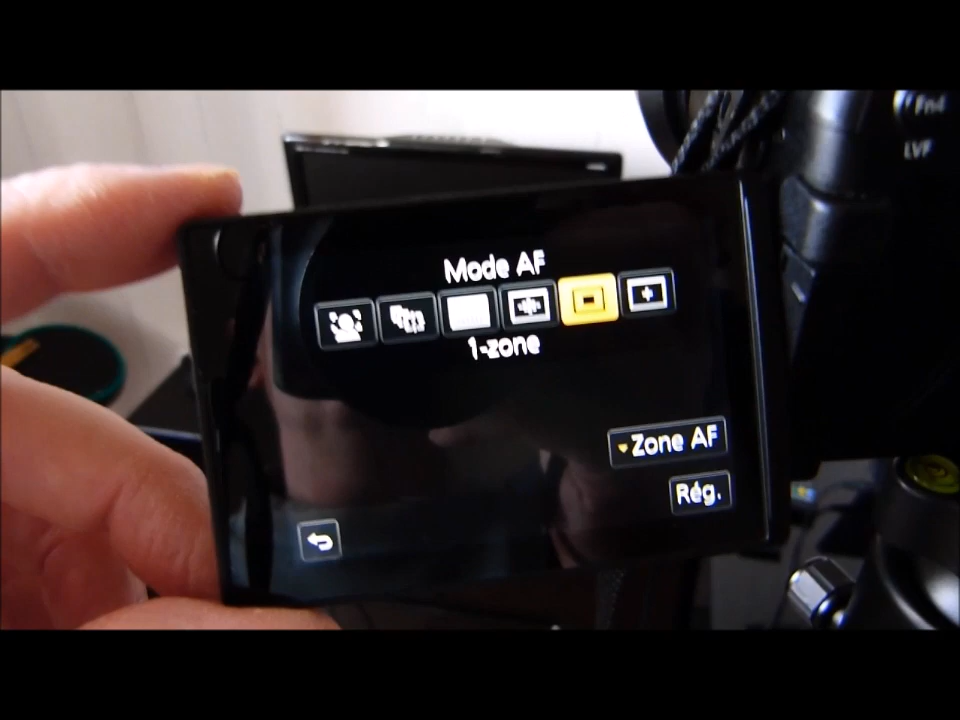 Fn4
LVF
Mode AF
1-zone
Zone AF
Rég.